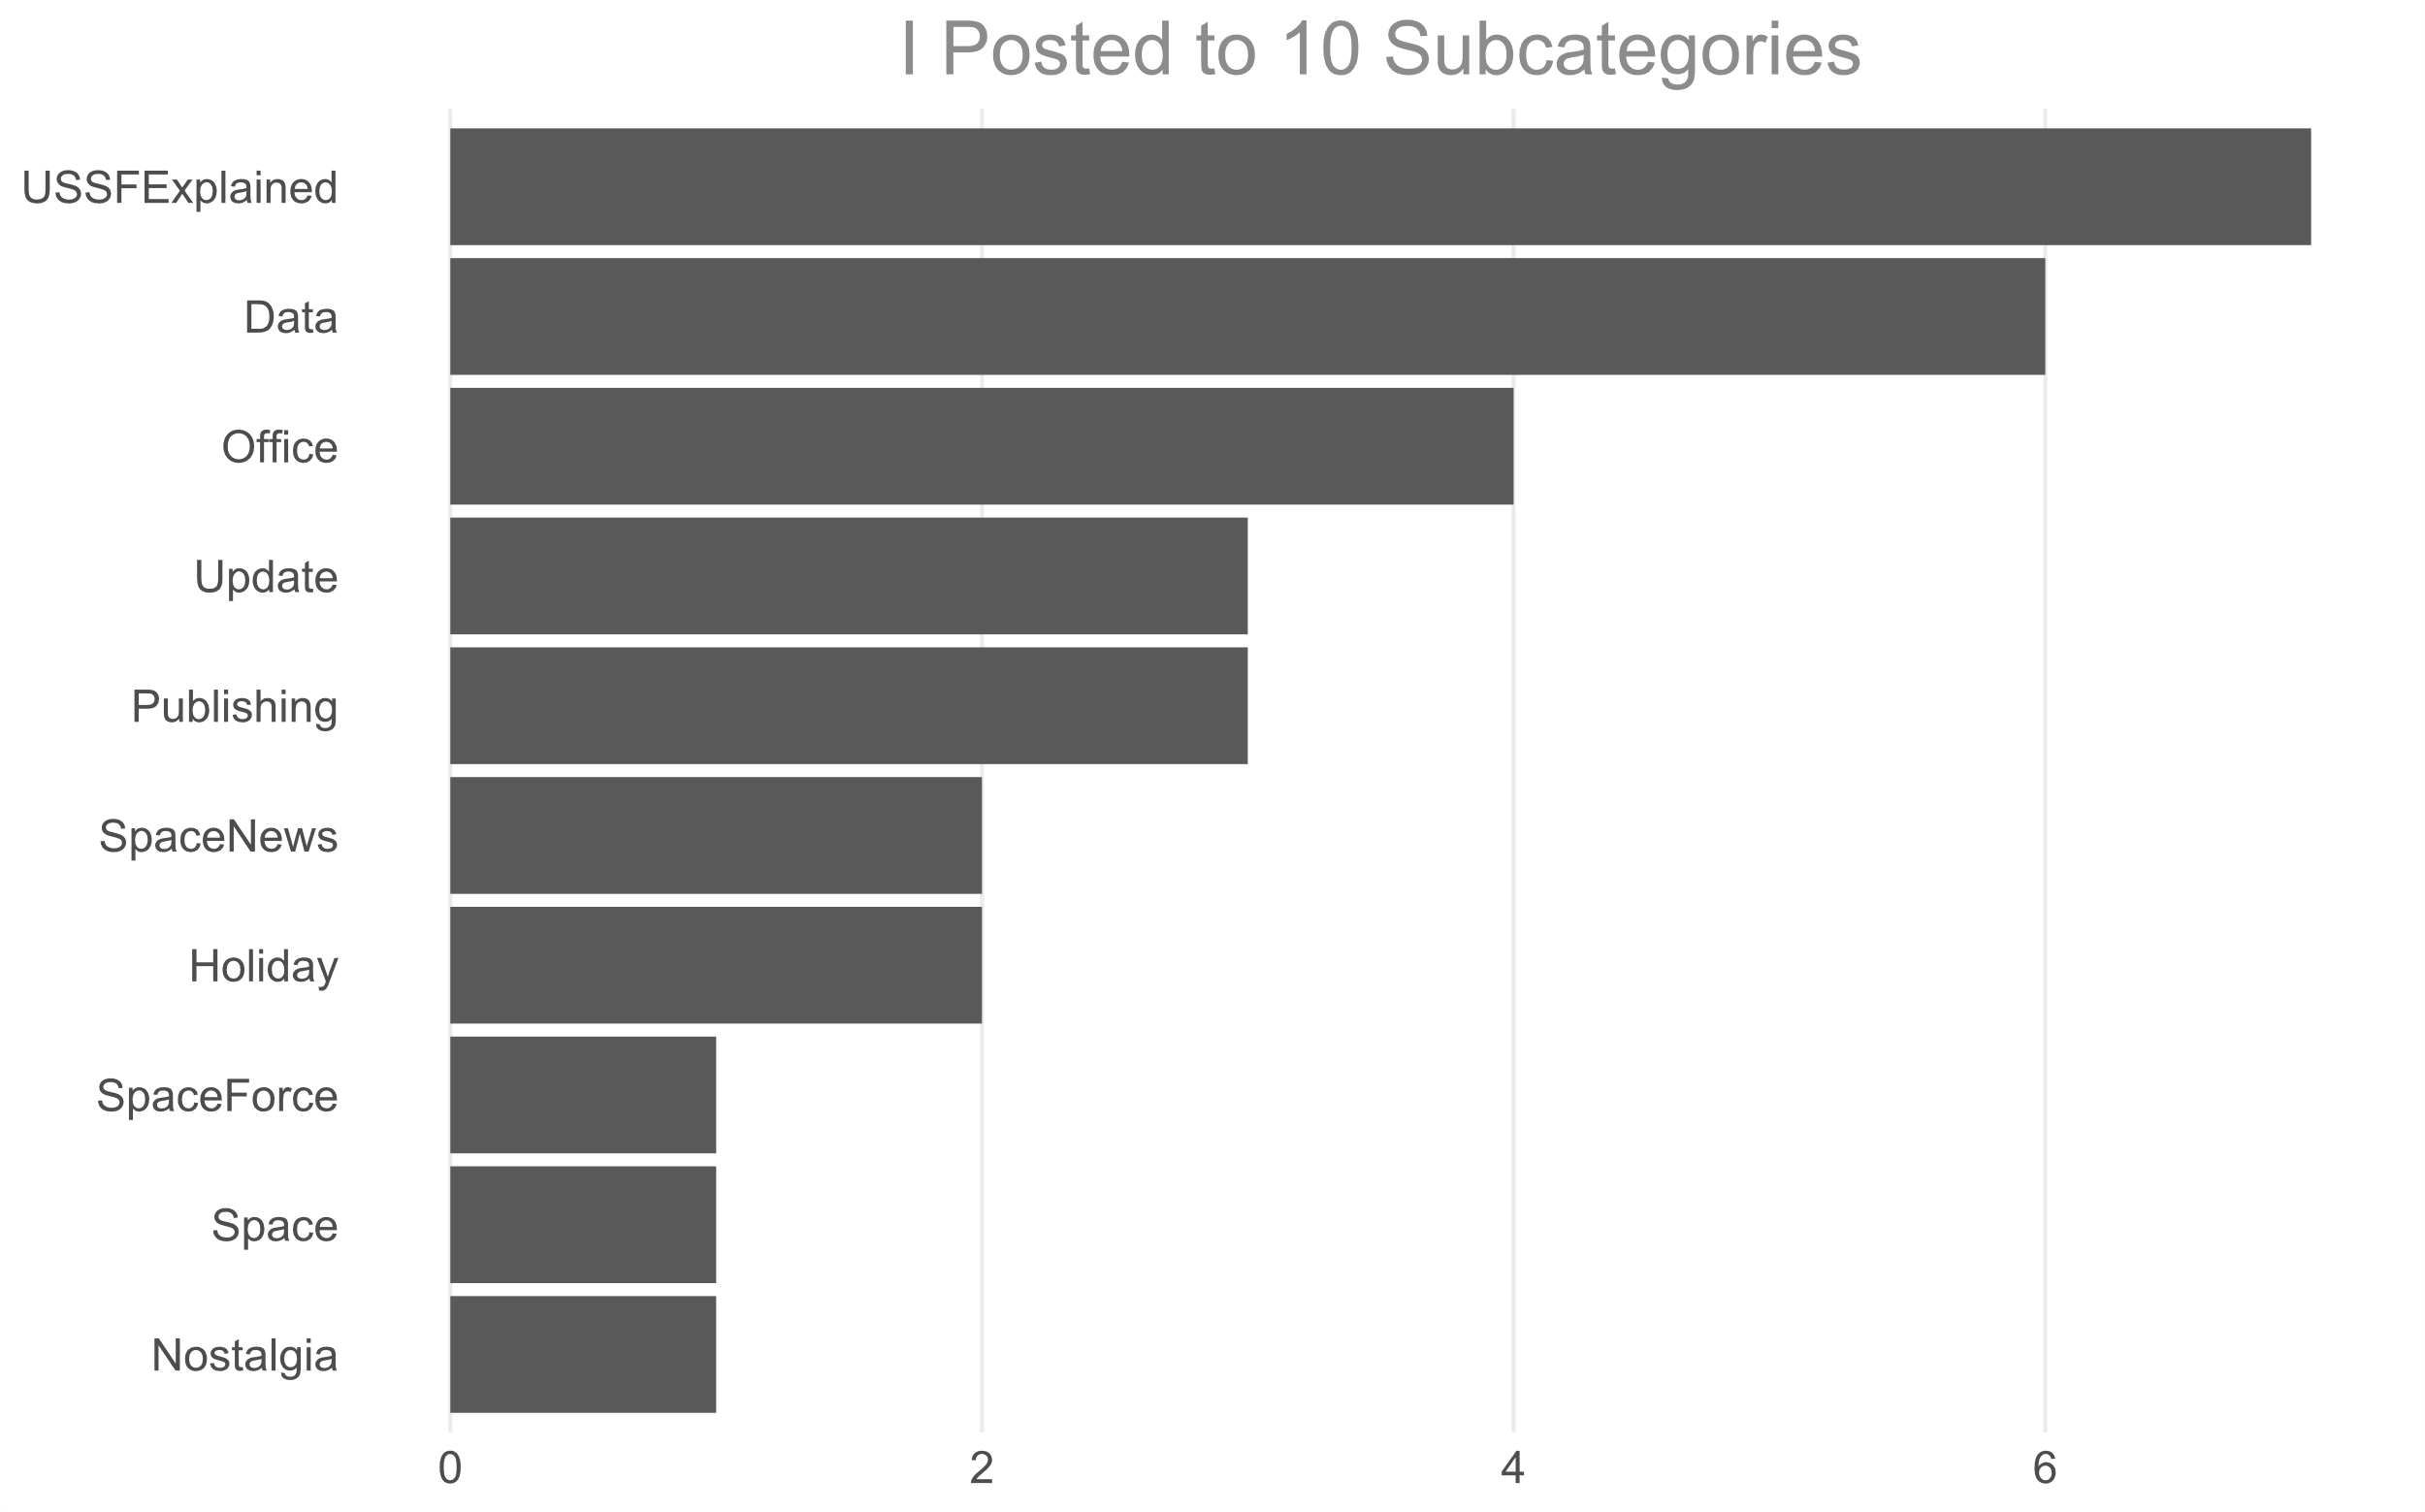 I Posted to 10 Subcategories
USSFExplained
Data
Office
Update
Publishing
SpaceNews
Holiday
SpaceForce
Space
Nostalgia
0 2 4 6